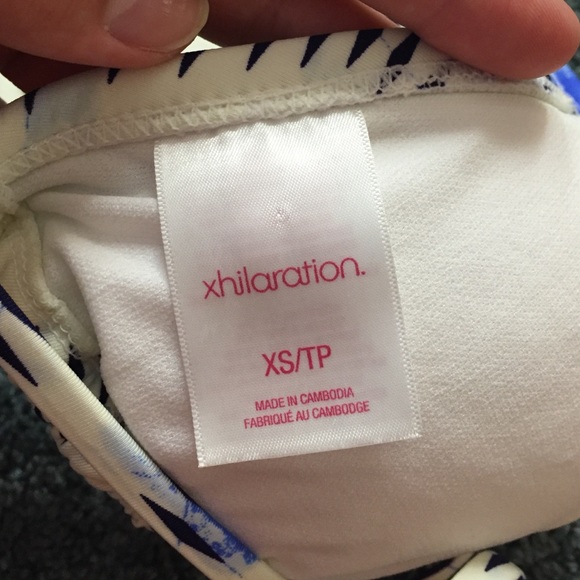 xhilaration.
XS/TP
MADE IN CAMBODIA
FABRIQUÉ AU CAMBODGE